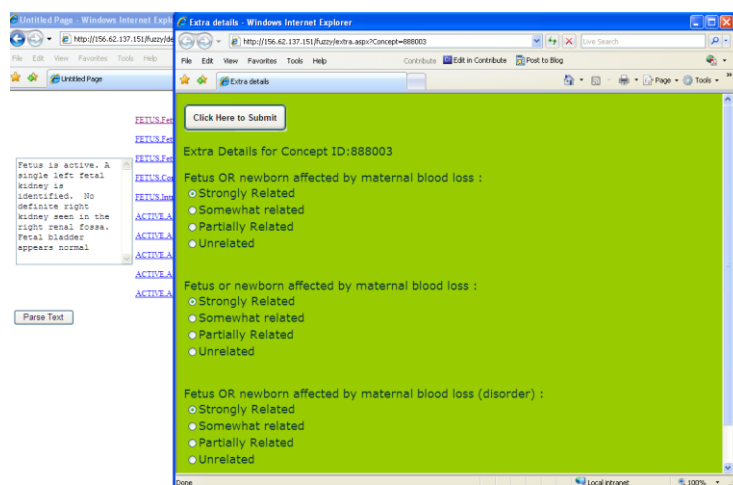 Untitled Page - Windows Internet Expl
http://156.62.137.151/fuzzy/de
File Edit View Favorites Tools Help
Untitled Page
FETUS.Fet
FETUS.Fet
FETUS.Fet
FETUS.Con
FETUS.Intr
ACTIVE.A
ACTIVE.A
ACTIVE.A
ACTIVE.A
ACTIVE.A
Fetus is active. A
single left fetal
kidney is
identified. No
definite right
kidney seen in the
right renal fossa.
Fetal bladder
appears normal
Parse Text
Extra details - Windows Internet Explorer
http://156.62.137.151/fuzzy/extra.aspx?Concept=888003
Live Search
File Edit View Favorites Tools Help
Contribute Edit in Contribute Post to Blog
Extra details
Page Tools
Click Here to Submit
Extra Details for Concept ID:888003
Fetus OR newborn affected by maternal blood loss :
Strongly Related
Somewhat related
Partially Related
Unrelated
Fetus or newborn affected by maternal blood loss :
Strongly Related
Somewhat related
Partially Related
Unrelated
Fetus OR newborn affected by maternal blood loss (disorder) :
Strongly Related
Somewhat related
Partially Related
Unrelated
Done
Local intranet
100%